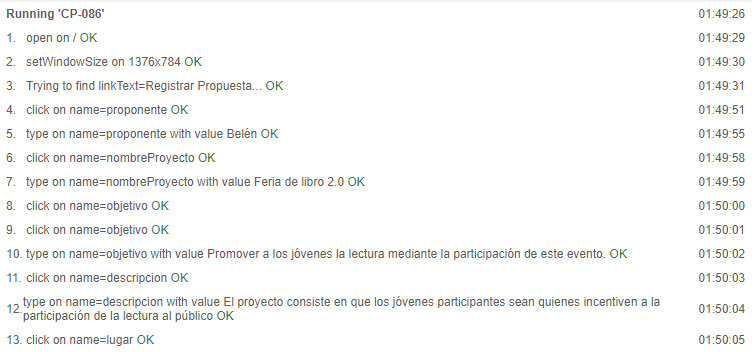 Running 'CP-086' 01:49:26
1. open on / OK 01:49:29
2. setWindowSize on 1376x784 OK 01:49:30
3. Trying to find linkText=Registrar Propuesta... OK 01:49:31
4. click on name=proponente OK 01:49:51
5. type on name=proponente with value Belén OK 01:49:55
6. click on name=nombreProyecto OK 01:49:58
7. type on name=nombreProyecto with value Feria de libro 2.0 OK 01:49:59
8. click on name=objetivo OK 01:50:00
9. click on name=objetivo OK 01:50:01
10. type on name=objetivo with value Promover a los jóvenes la lectura mediante la participación de este evento. OK 01:50:02
11. click on name=descripcion OK 01:50:03
12. type on name=descripcion with value El proyecto consiste en que los jóvenes participantes sean quienes incentiven a la
participación de la lectura al público OK 01:50:04
13. click on name=lugar OK 01:50:05